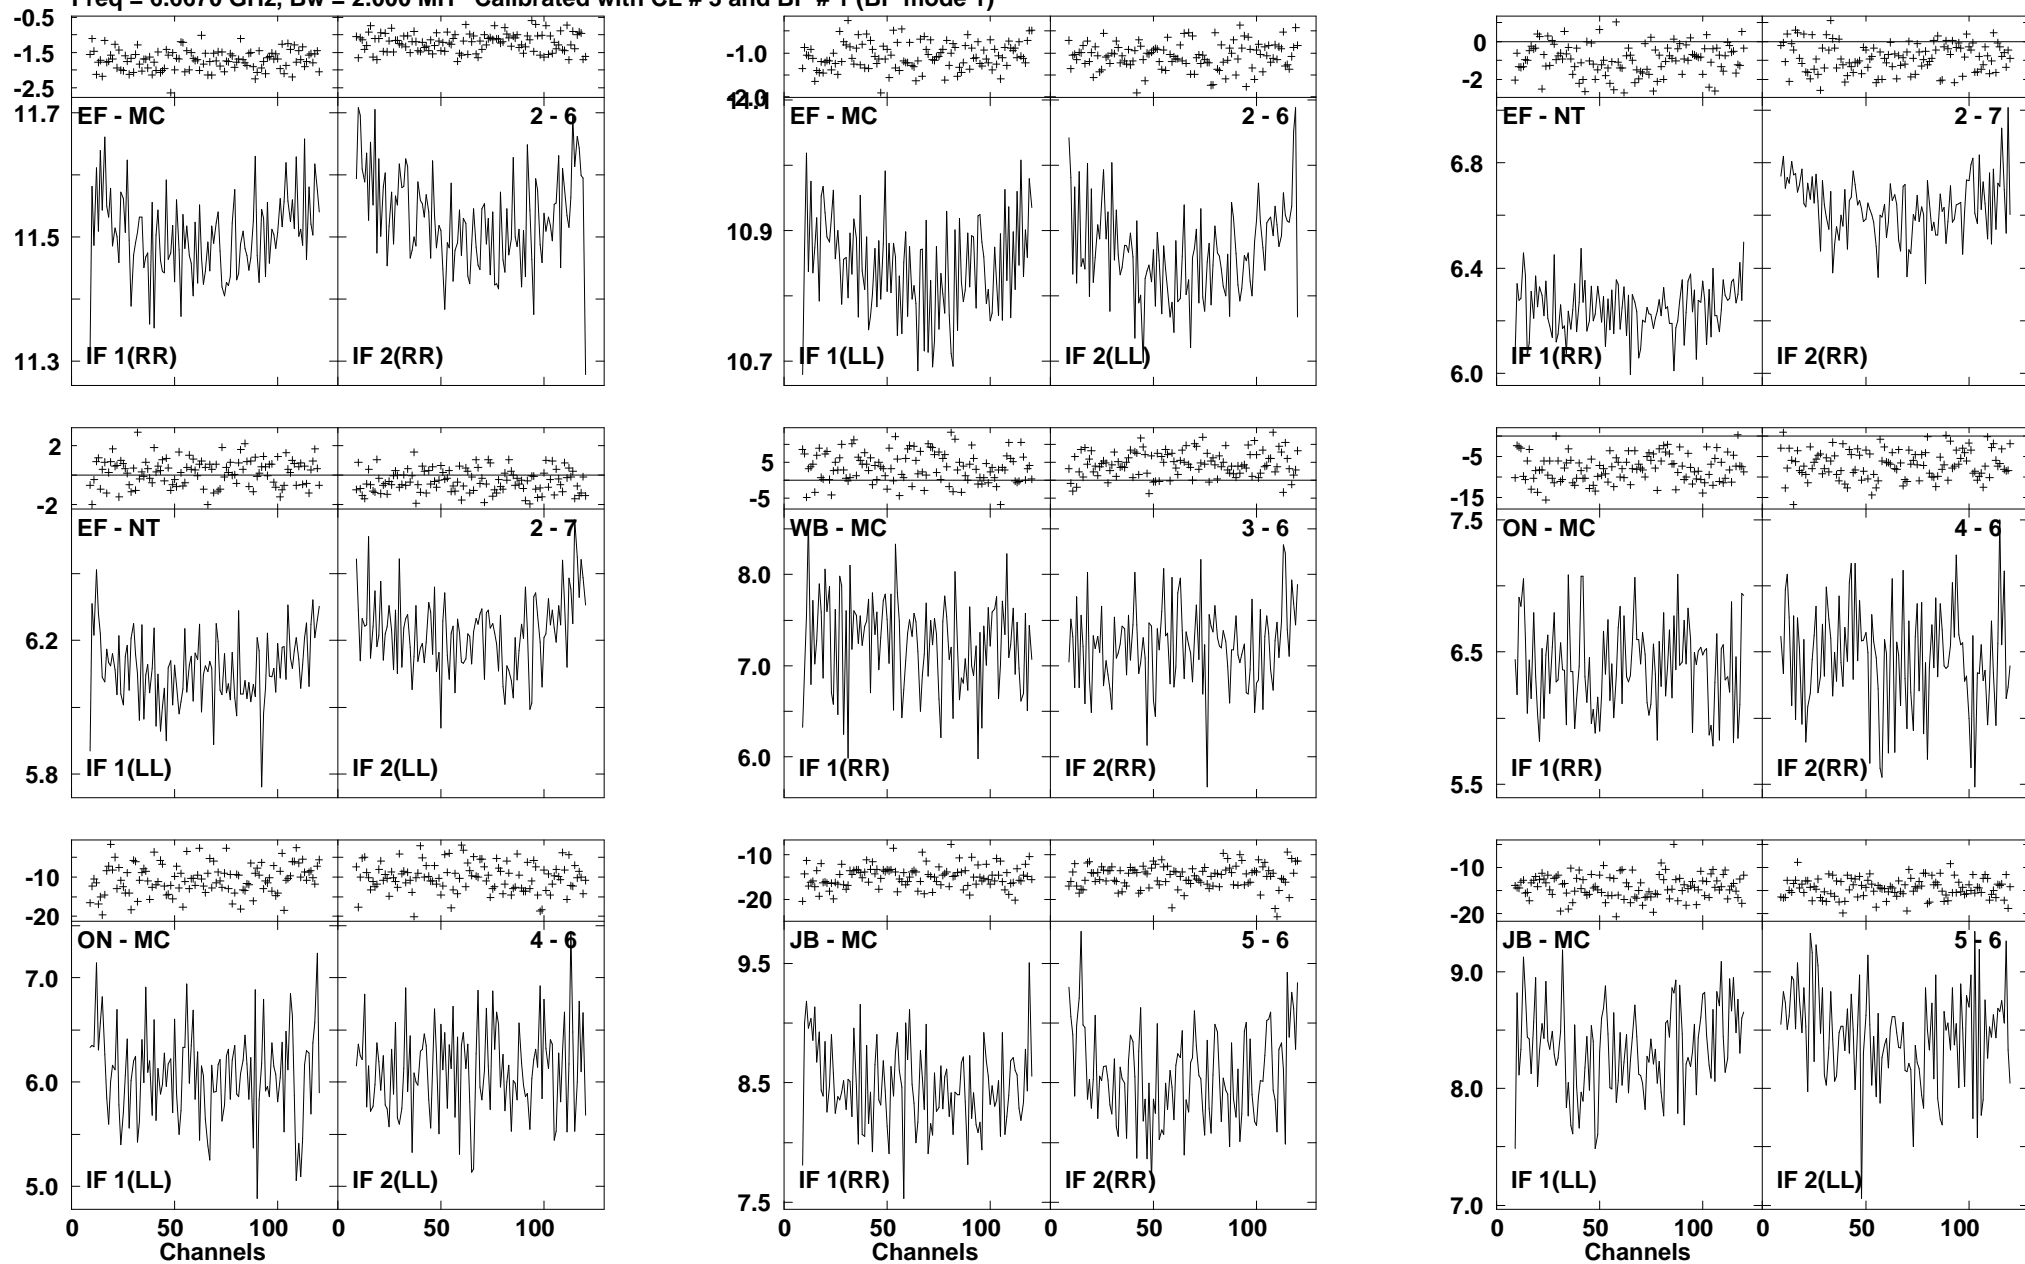 Freq = GHz, Bw = 2.000 MH Calibrated with CL # and BP # 1 (BP mode 1)
-0.5
-1.5
-2.5
-1.0
-2.0
0
-2
EF - MC 2 - 6
11.7
11.5
11.3
IF 1(RR) IF 2(RR)
EF - MC 2 - 6
10.9
10.7
IF 1(LL) IF 2(LL)
EF - NT 2 - 7
6.8
6.4
6.0
IF 1(RR) IF 2(RR)
2
-2
5
-5
-5
-15
EF - NT 2 - 7
6.2
5.8
IF 1(LL) IF 2(LL)
WB - MC 3 - 6
8.0
7.0
6.0
IF 1(RR) IF 2(RR)
ON - MC 4 - 6
7.5
6.5
5.5
IF 1(RR) IF 2(RR)
-10
-20
-10
-20
-10
-20
ON - MC 4 - 6
7.0
6.0
5.0
IF 1(LL) IF 2(LL)
0 50 100 0 50 100
Channels
JB - MC 5 - 6
9.5
8.5
7.5
IF 1(RR) IF 2(RR)
0 50 100 0 50 100
Channels
JB - MC 5 - 6
9.0
8.0
7.0
IF 1(LL) IF 2(LL)
0 50 100 0 50 100
Channels